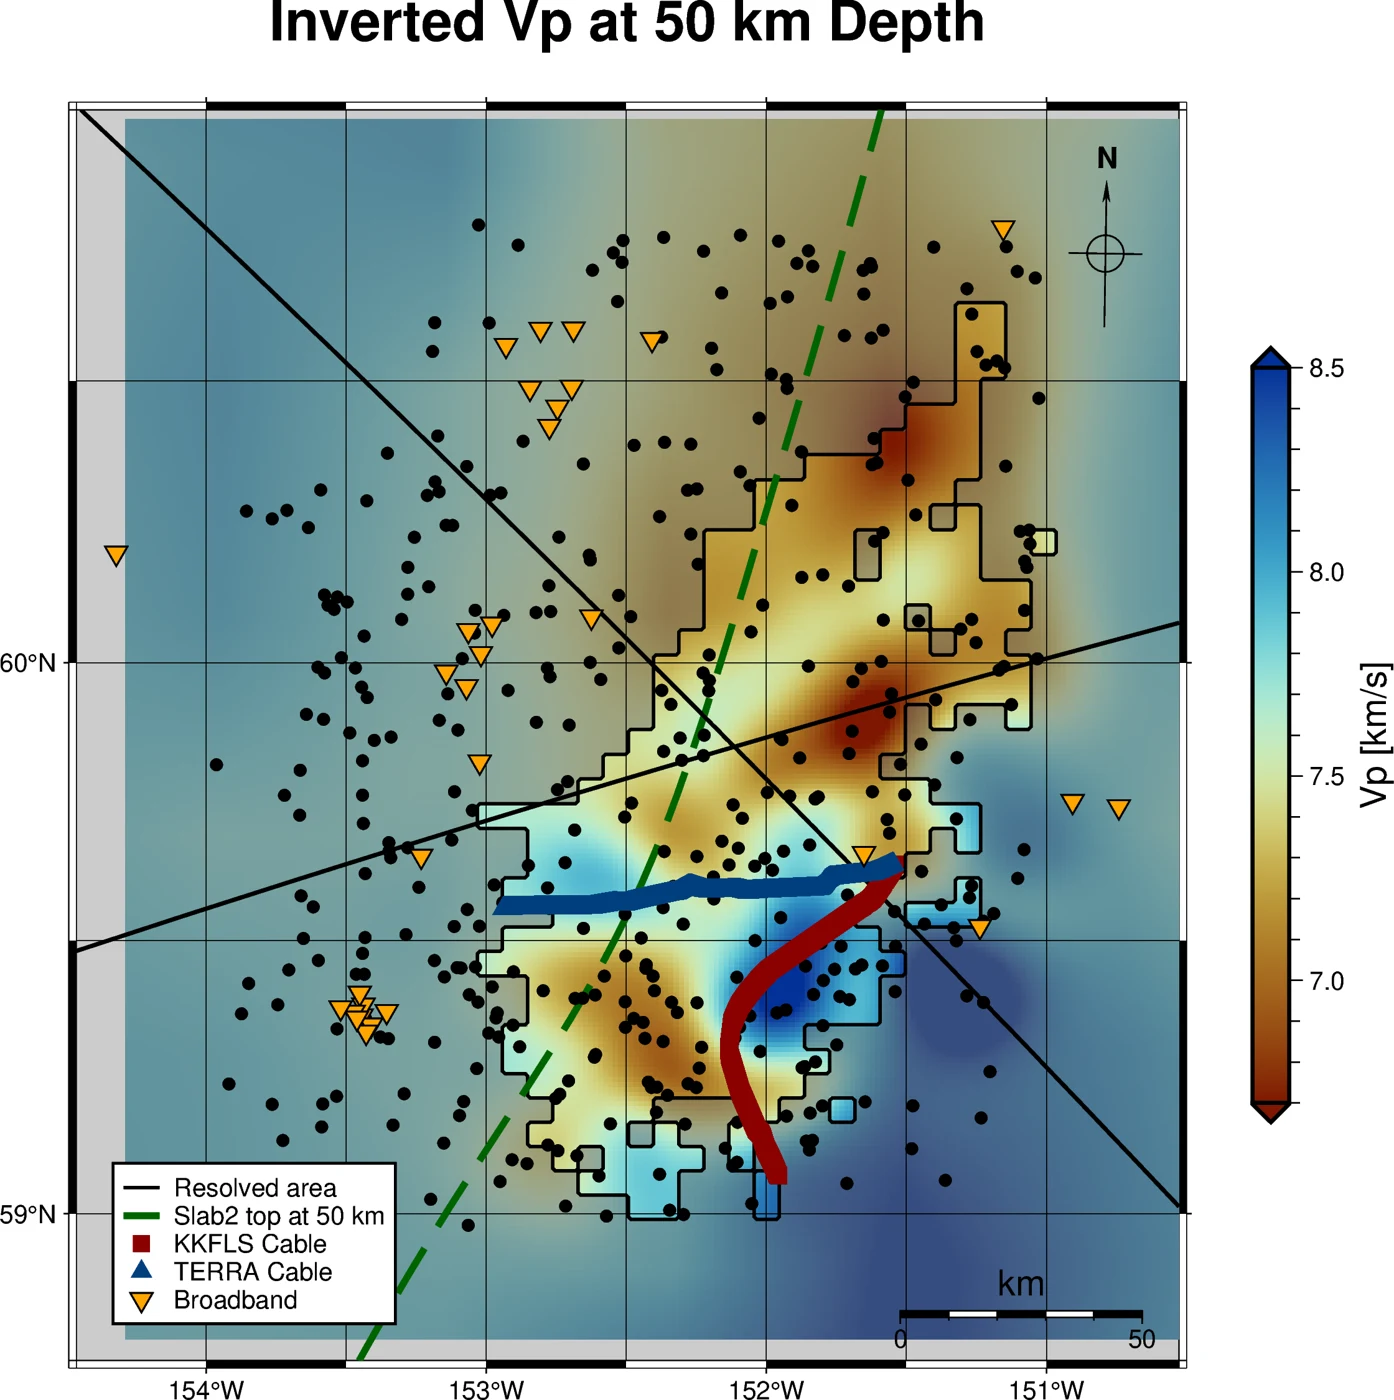 Inverted Vp at 50 km Depth
N
8.5
8.0
7.5
7.0
Vp [km/s]
60°N
59°N
Resolved area
Slab2 top at 50 km
KKFLS Cable
TERRA Cable
Broadband
km
0
50
154°W
153°W
152°W
151°W